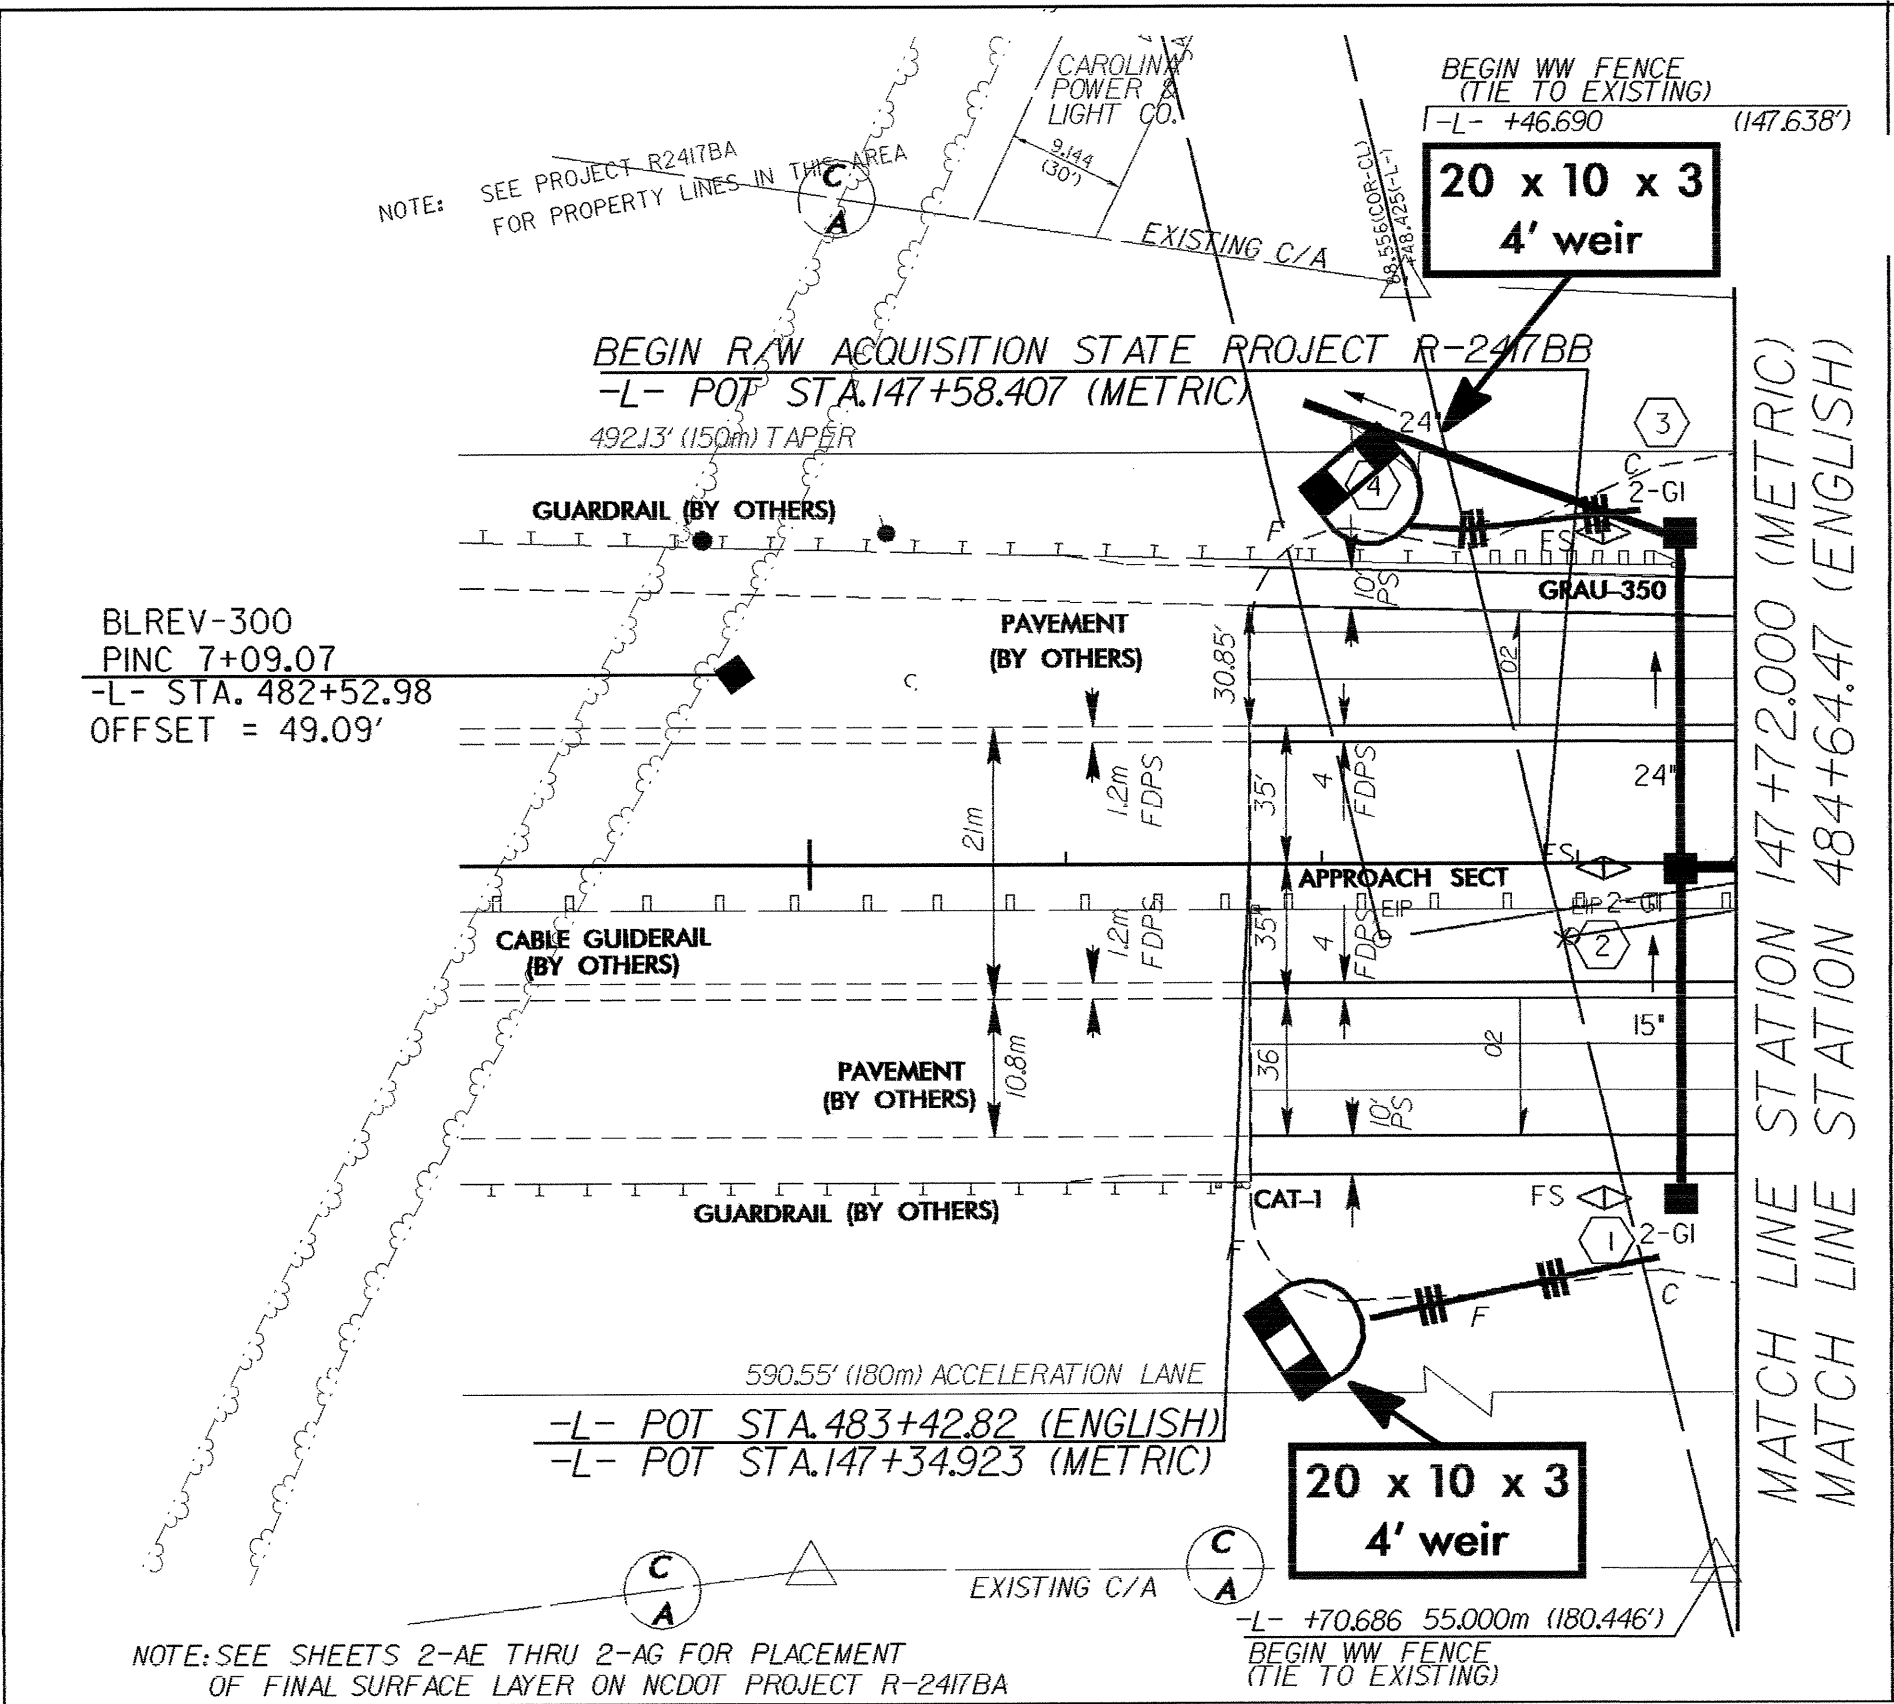 BEGIN WW FENCE
(TIE TO EXISTING)
-L- +46.690 (147.638')
20 x 10 x 3
4' weir
CAROLINA
POWER &
LIGHT CO.
9.144
(30')
NOTE: SEE PROJECT R2417BA
FOR PROPERTY LINES IN THIS AREA
C
A
EXISTING C/A
88.556(COR-CL)
+48.425(-L-)
BEGIN R/W ACQUISITION STATE PROJECT R-2417BB
-L- POT STA.147+58.407 (METRIC)
492.13' (150m) TAPER
24"
3
4
C
2-GI
GUARDRAIL (BY OTHERS)
F
FS
10'
PS
GRAU-350
BLREV-300
PINC 7+09.07
-L- STA. 482+52.98
OFFSET = 49.09'
PAVEMENT
(BY OTHERS)
30.85'
02
C
21m
1.2m
FDPS
35'
4
FDPS
24"
FS
APPROACH SECT
EIP
EIP
2-GI
2
CABLE GUIDERAIL
(BY OTHERS)
1.2m
FDPS
35'
4
FDPS
15"
PAVEMENT
(BY OTHERS)
10.8m
36
02
10'
PS
GUARDRAIL (BY OTHERS)
CAT-1
FS
1
2-GI
F
F
C
590.55' (180m) ACCELERATION LANE
-L- POT STA.483+42.82 (ENGLISH)
-L- POT STA.147+34.923 (METRIC)
20 x 10 x 3
4' weir
C
A
EXISTING C/A
C
A
-L- +70.686 55.000m (180.446')
BEGIN WW FENCE
(TIE TO EXISTING)
NOTE: SEE SHEETS 2-AE THRU 2-AG FOR PLACEMENT
OF FINAL SURFACE LAYER ON NCDOT PROJECT R-2417BA
MATCH LINE STATION 147+72.000 (METRIC)
MATCH LINE STATION 484+64.47 (ENGLISH)